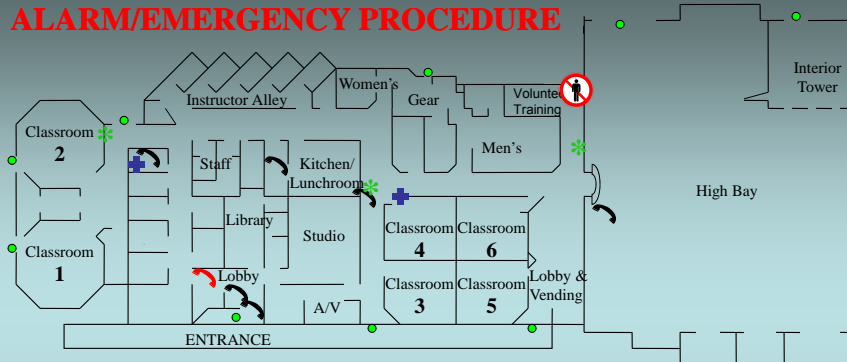 ALARM/EMERGENCY PROCEDURE
Women's
Instructor Alley
Gear
Training
Interior
Tower
Classroom
2
Staff
Kitchen/
Lunchroom
Men's
High Bay
Library
Studio
Classroom
4
Classroom
6
Classroom
1
Lobby
A/V
Classroom
3
Classroom
5
Lobby &
Vending
ENTRANCE